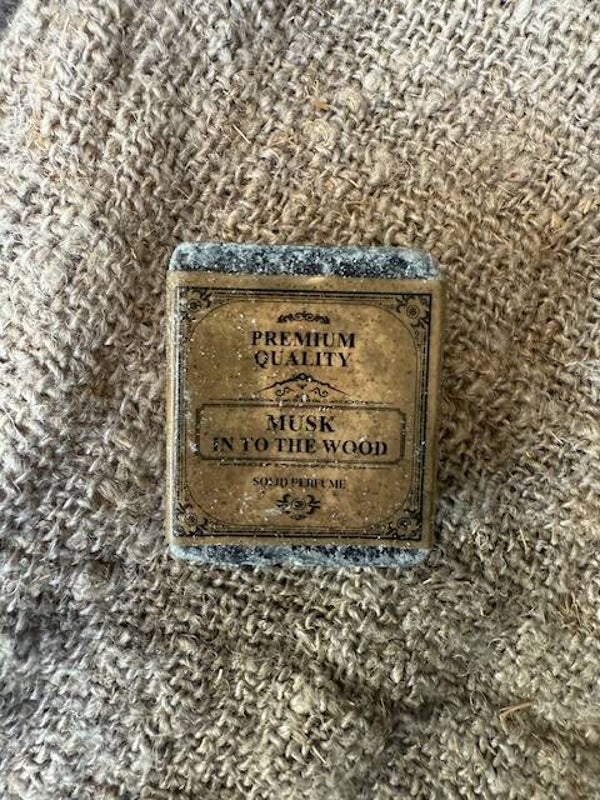 PREMIUM
QUALITY
MUSK
IN TO THE WOOD
SOLID PERFUME